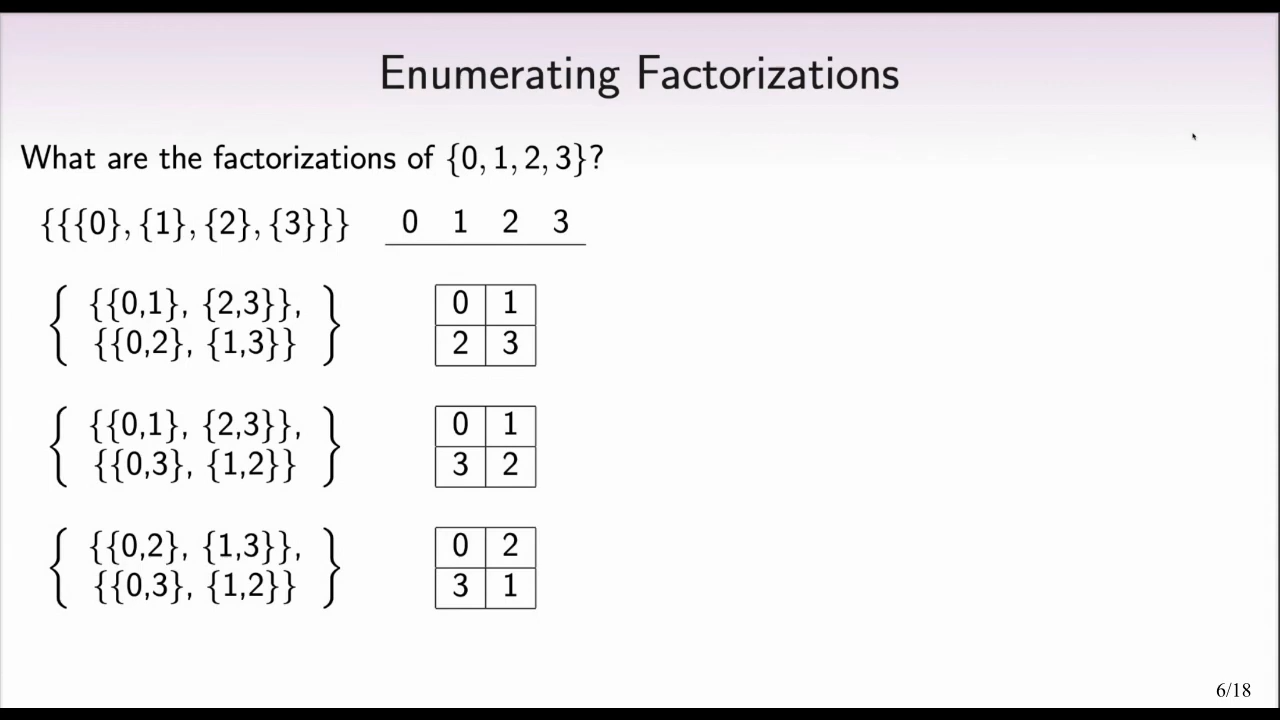 Enumerating Factorizations
What are the factorizations of {0, 1, 2, 3}?
{{{0}, {1}, {2}, {3}}} 0 1 2 3
{ {{0,1}, {2,3}}, }
{{0,2}, {1,3}}
0 1
2 3
{ {{0,1}, {2,3}}, }
{{0,3}, {1,2}}
0 1
3 2
{ {{0,2}, {1,3}}, }
{{0,3}, {1,2}}
0 2
3 1
6/18